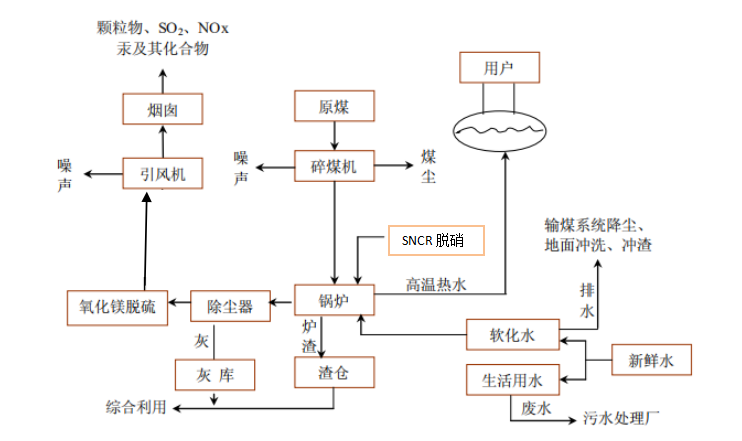 颗粒物、SO2、NOx
汞及其化合物
用户
烟囱
原煤
噪声
引风机
噪声
碎煤机
煤尘
SNCR 脱硝
输煤系统降尘、
地面冲洗、冲渣
氧化镁脱硫
除尘器
锅炉
高温热水
排水
灰
炉渣
软化水
新鲜水
灰 库
渣仓
生活用水
综合利用
废水
污水处理厂